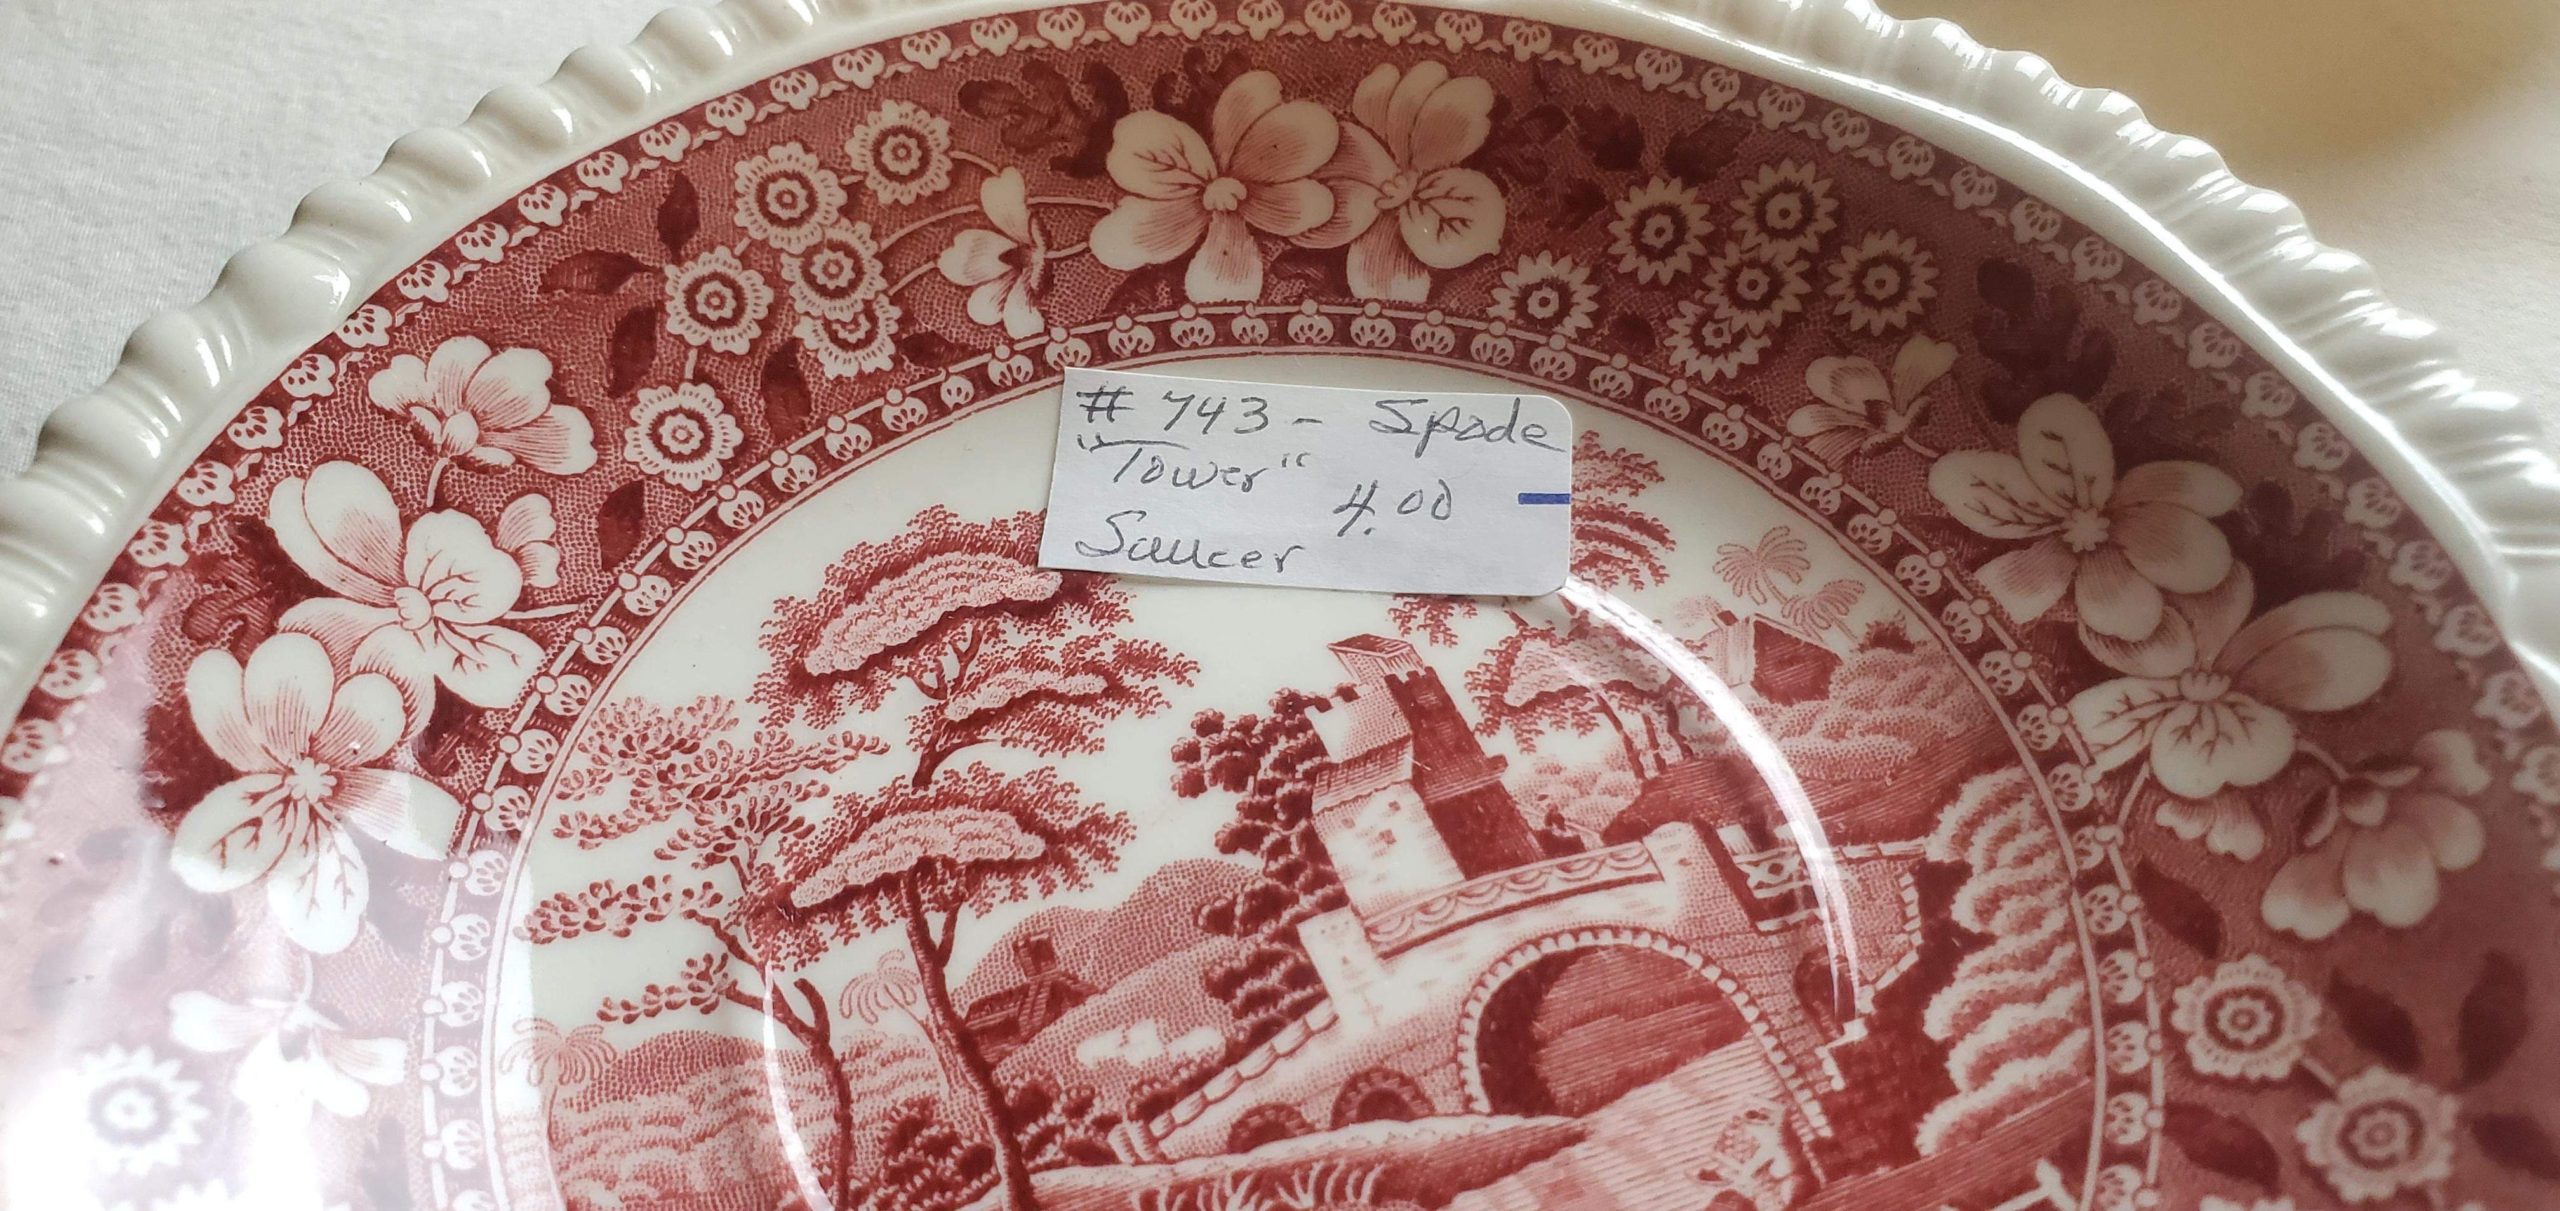 # 743 - Spode
"Tower" 4.00
Saucer